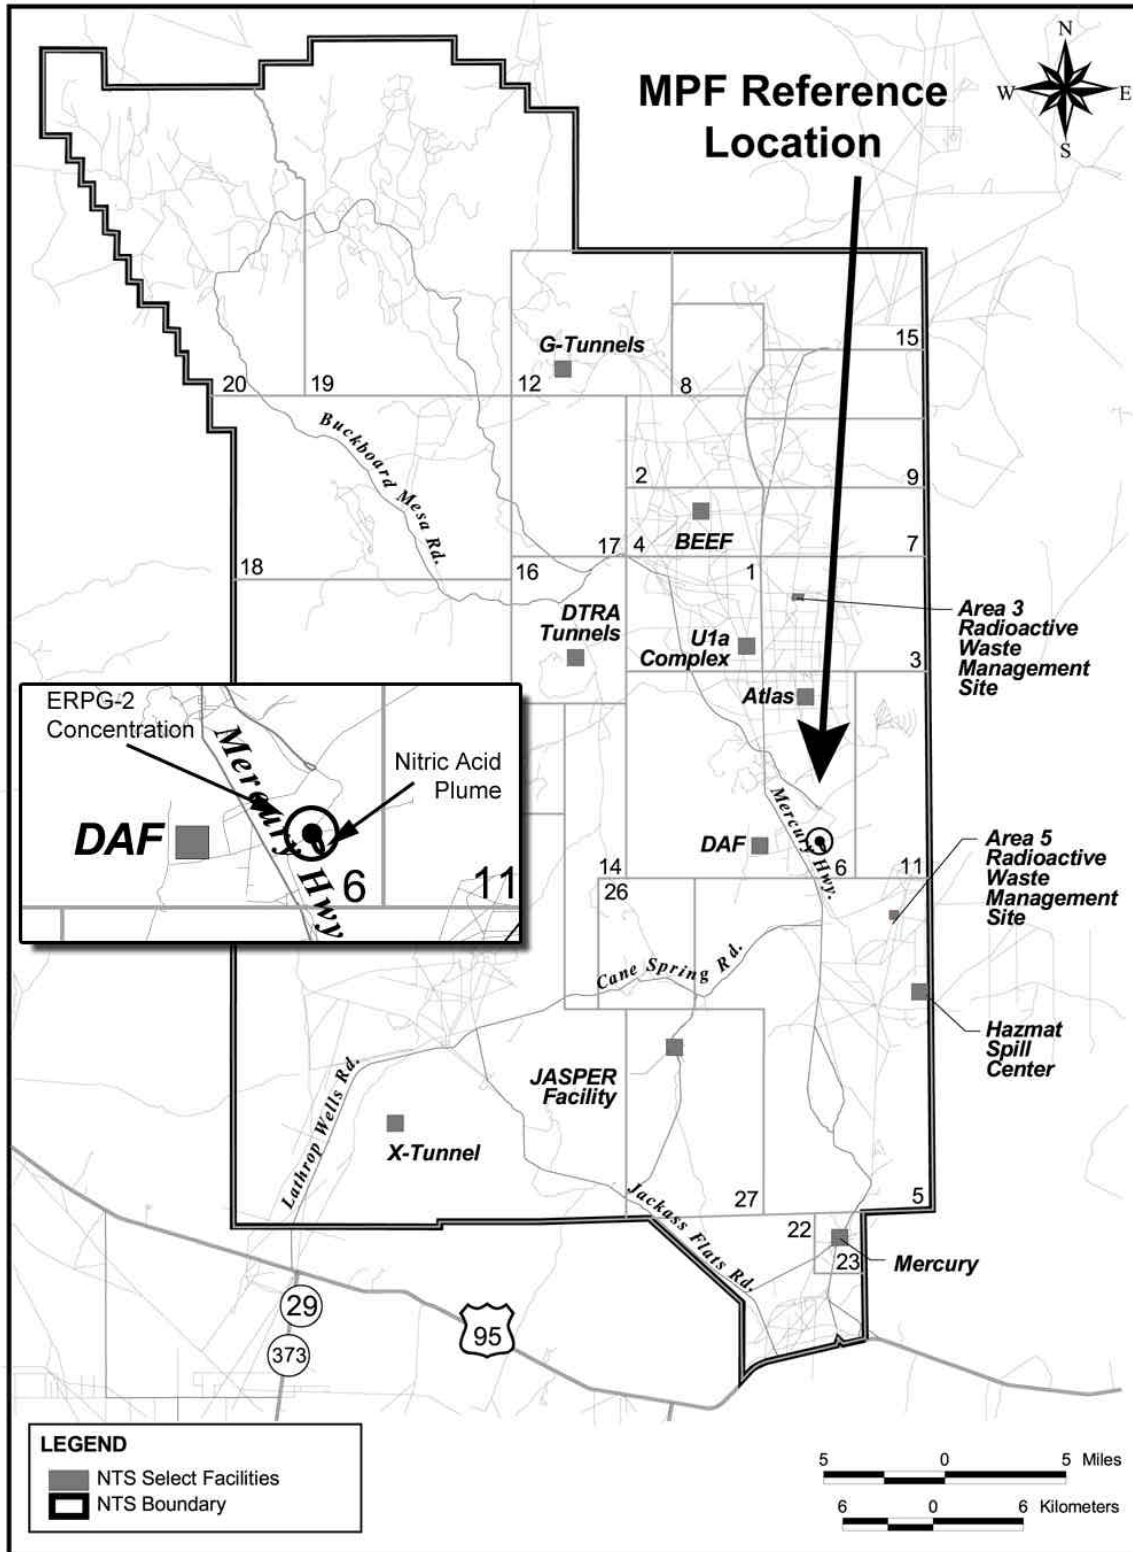 N
W
E
S
MPF Reference
Location
15
G-Tunnels
20
19
12
8
Buckboard Mesa Rd.
2
9
BEEF
17
4
7
18
16
1
DTRA
Tunnels
U1a
Complex
Area 3
Radioactive
Waste
Management
Site
3
Atlas
ERPG-2
Concentration
Mercury Hwy
Nitric Acid
Plume
DAF
6
11
Mercury Hwy.
DAF
6
14
11
26
Area 5
Radioactive
Waste
Management
Site
Cane Spring Rd.
Hazmat
Spill
Center
JASPER
Facility
Lathrop Wells Rd.
X-Tunnel
Jackass Flats Rd.
27
5
22
23
Mercury
29
95
373
LEGEND
NTS Select Facilities
NTS Boundary
5
0
5 Miles
6
0
6 Kilometers